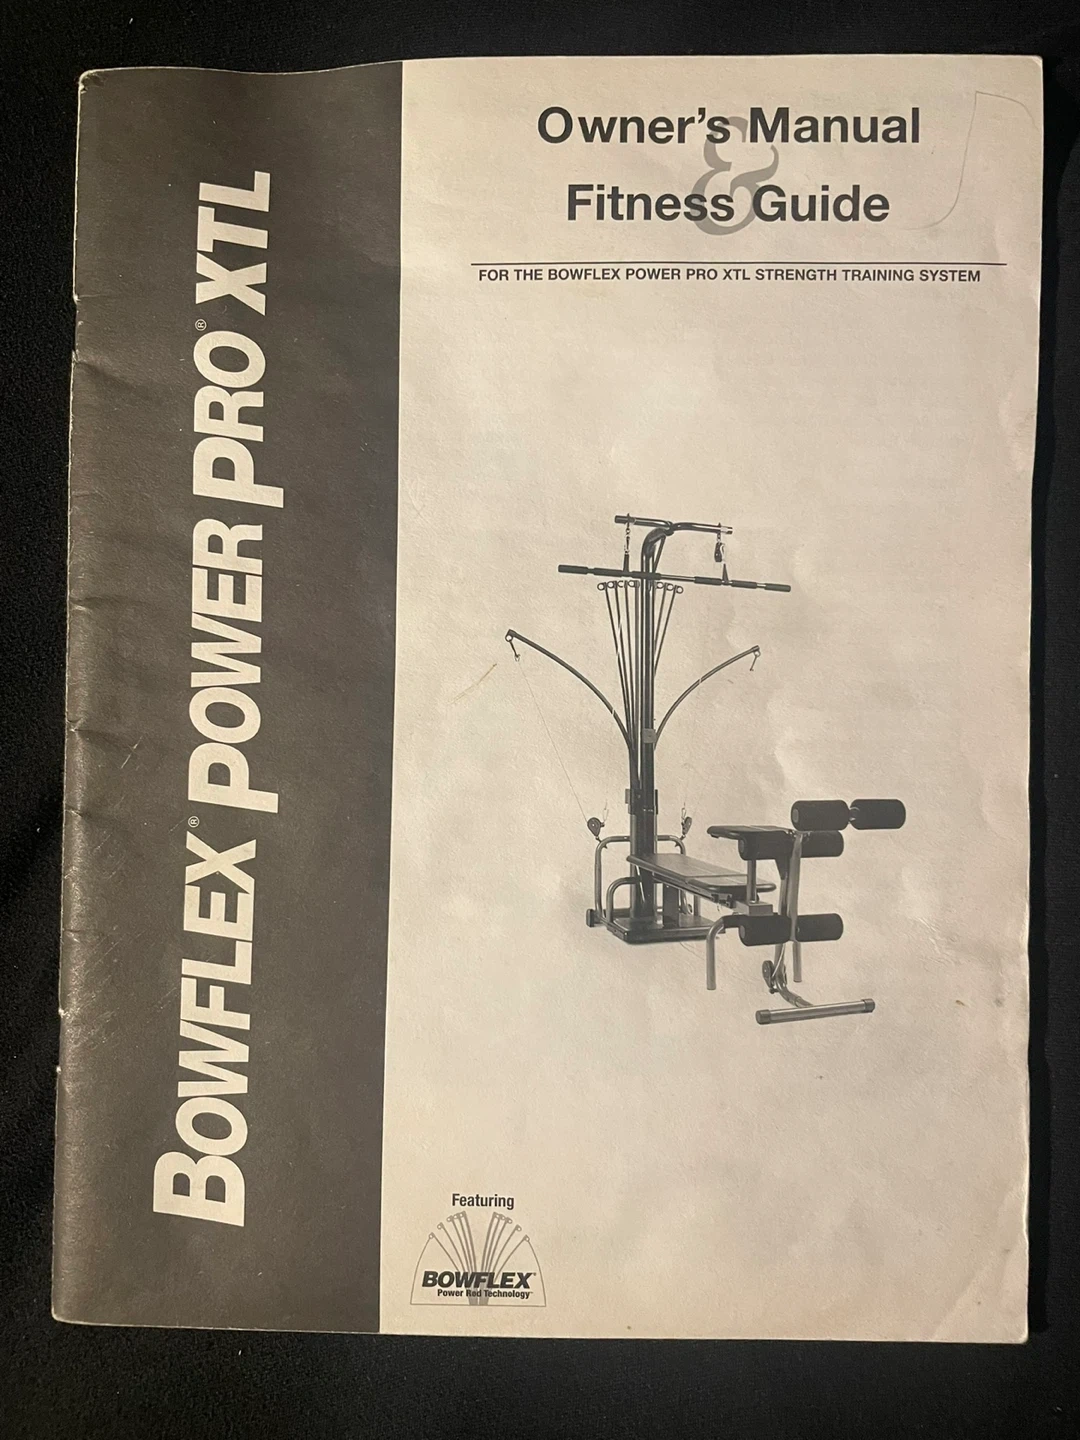 BOWFLEX® POWER PRO® XTL
Owner's Manual
&
Fitness Guide
FOR THE BOWFLEX POWER PRO XTL STRENGTH TRAINING SYSTEM
Featuring
BOWFLEX®
Power Rod Technology™